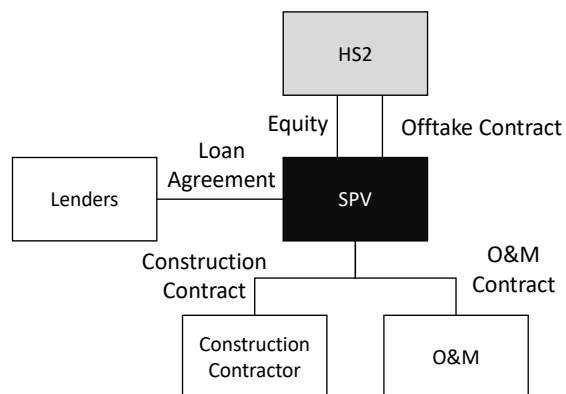 HS2
Equity
Offtake Contract
Loan
Agreement
Lenders
SPV
Construction
Contract
O&M
Contract
Construction
Contractor
O&M